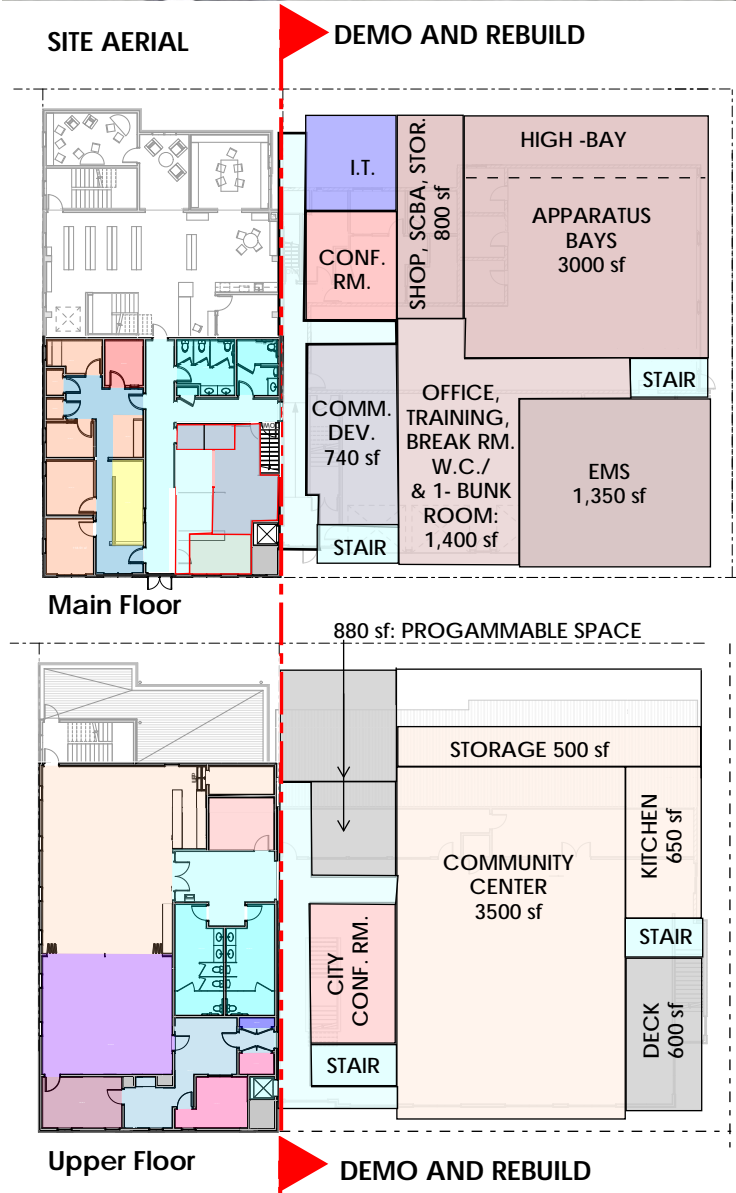 SITE AERIAL
DEMO AND REBUILD
I.T.
CONF.
RM.
SHOP, SCBA, STOR.
800 sf
HIGH -BAY
APPARATUS
BAYS
3000 sf
STAIR
COMM.
DEV.
740 sf
OFFICE,
TRAINING,
BREAK RM.
W.C./
& 1- BUNK
ROOM:
1,400 sf
EMS
1,350 sf
STAIR
Main Floor
880 sf: PROGAMMABLE SPACE
STORAGE 500 sf
COMMUNITY
CENTER
3500 sf
KITCHEN
650 sf
CITY
CONF. RM.
STAIR
DECK
600 sf
STAIR
Upper Floor
DEMO AND REBUILD